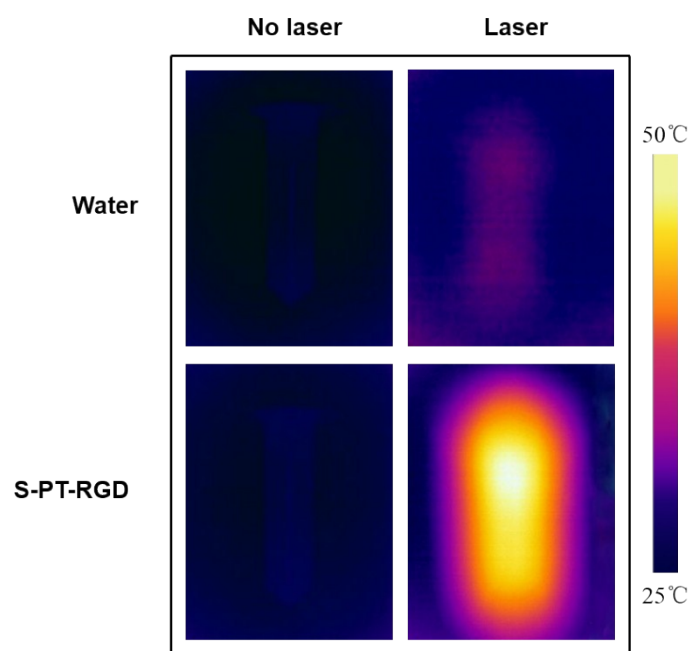 No laser
Laser
50℃
Water
S-PT-RGD
25℃